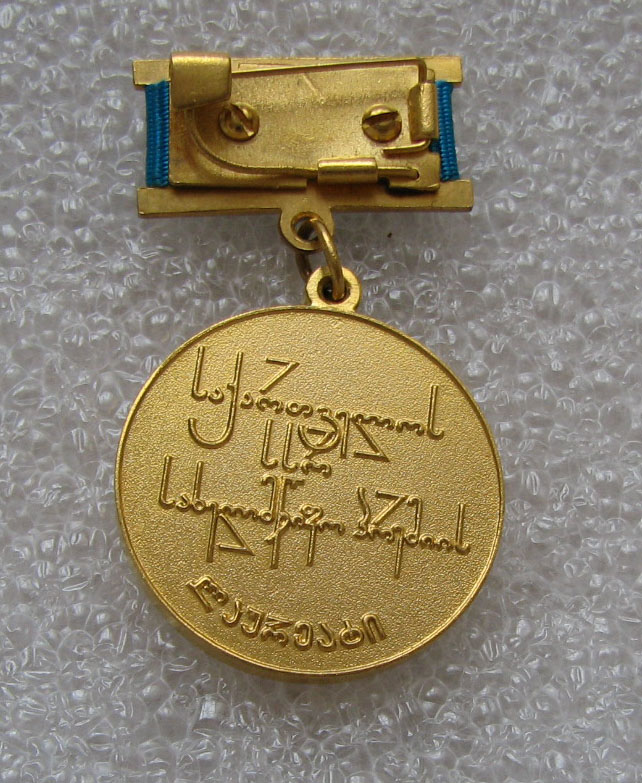 საქართველოს
სსრ
სახელმწიფო პრემიის
ლაურეატი